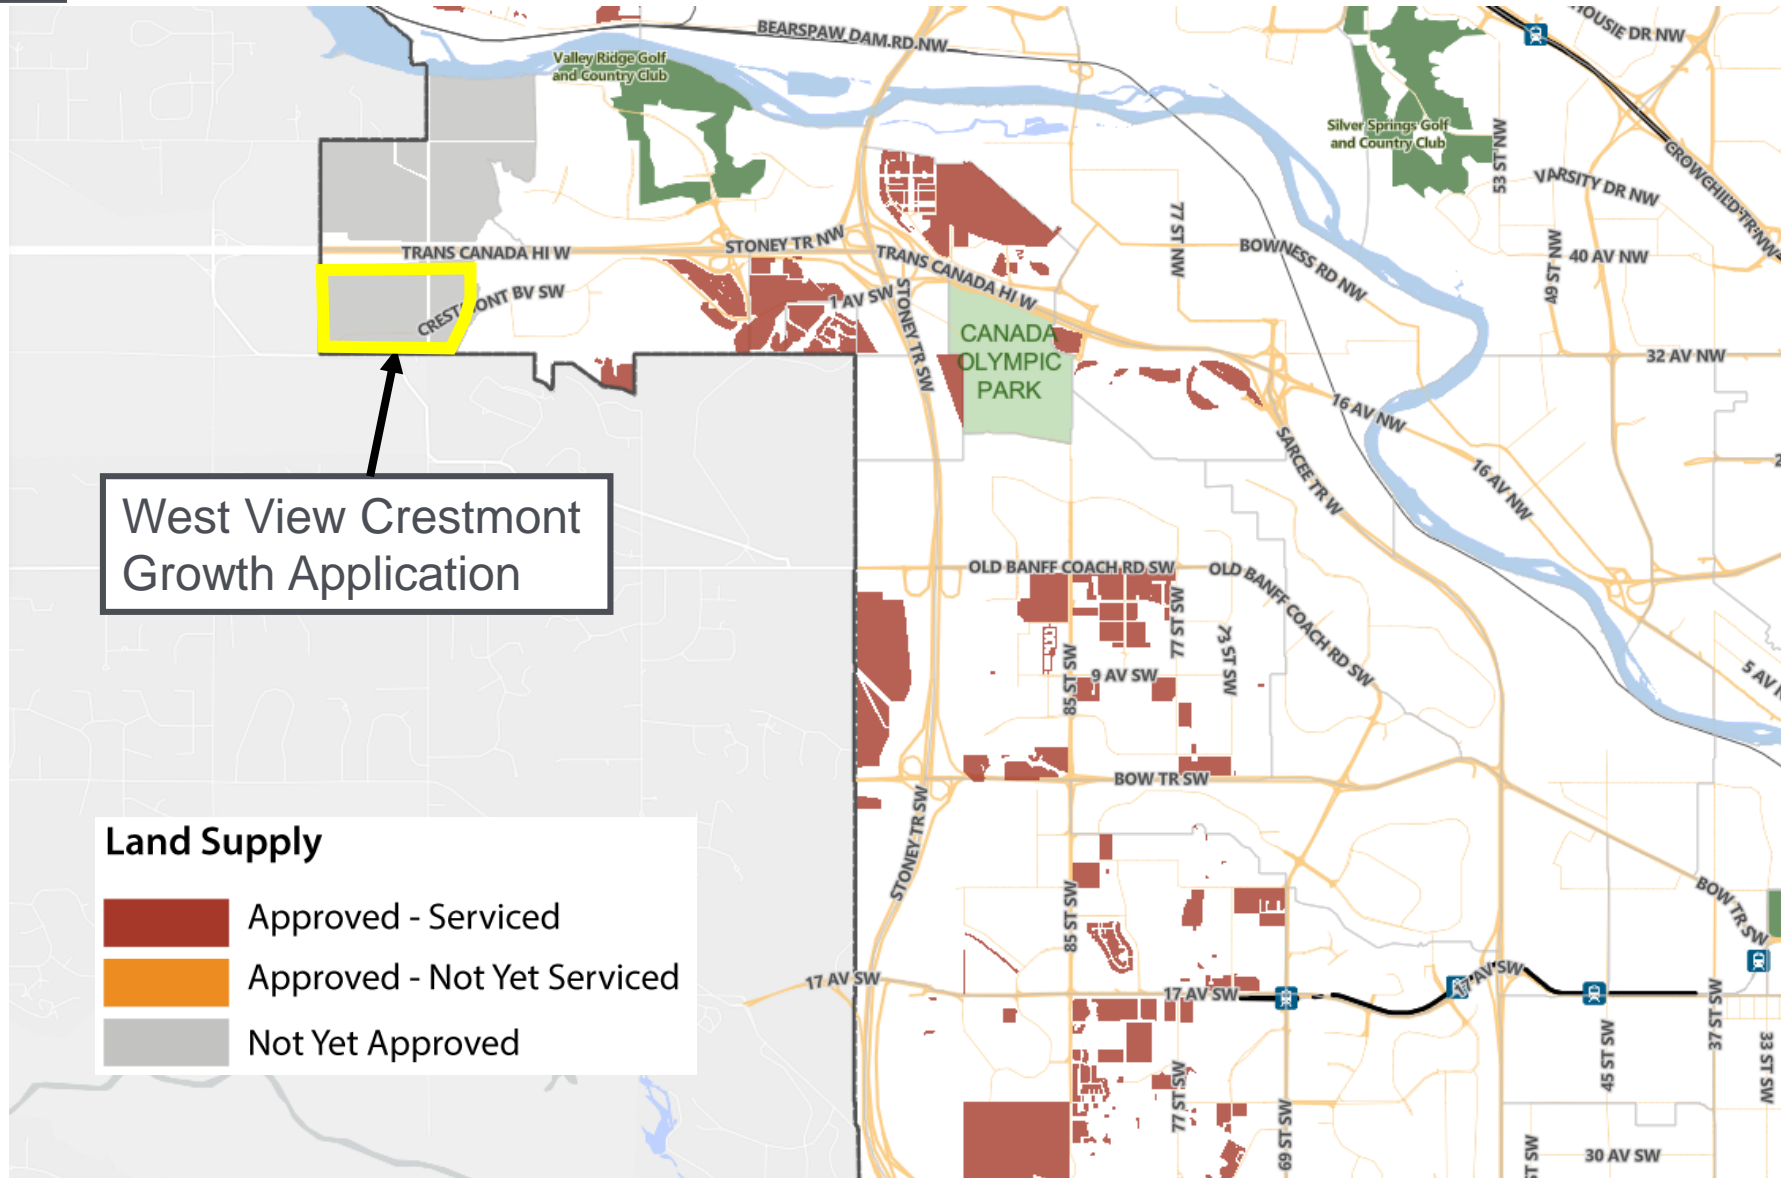 BEARSPAW DAM RD NW
Valley Ridge Golf
and Country Club
Silver Springs Golf
and Country Club
53 ST NW
VARSITY DR NW
CROWCHILD TR NW
77 ST NW
BOWNESS RD NW
49 ST NW
40 AV NW
STONEY TR NW
TRANS CANADA HI W
TRANS CANADA HI W
CRESTMONT BV SW
1 AV SW
STONEY TR SW
CANADA
OLYMPIC
PARK
32 AV NW
16 AV NW
SARCEE TR W
16 AV NW
West View Crestmont
Growth Application
OLD BANFF COACH RD SW
OLD BANFF COACH RD SW
77 ST SW
73 ST SW
85 ST SW
9 AV SW
5 AV
BOW TR SW
STONEY TR SW
Land Supply
Approved - Serviced
Approved - Not Yet Serviced
Not Yet Approved
85 ST SW
BOW TR SW
17 AV SW
17 AV SW
17 AV SW
37 ST SW
45 ST SW
33 ST SW
77 ST SW
69 ST SW
ST SW
30 AV SW